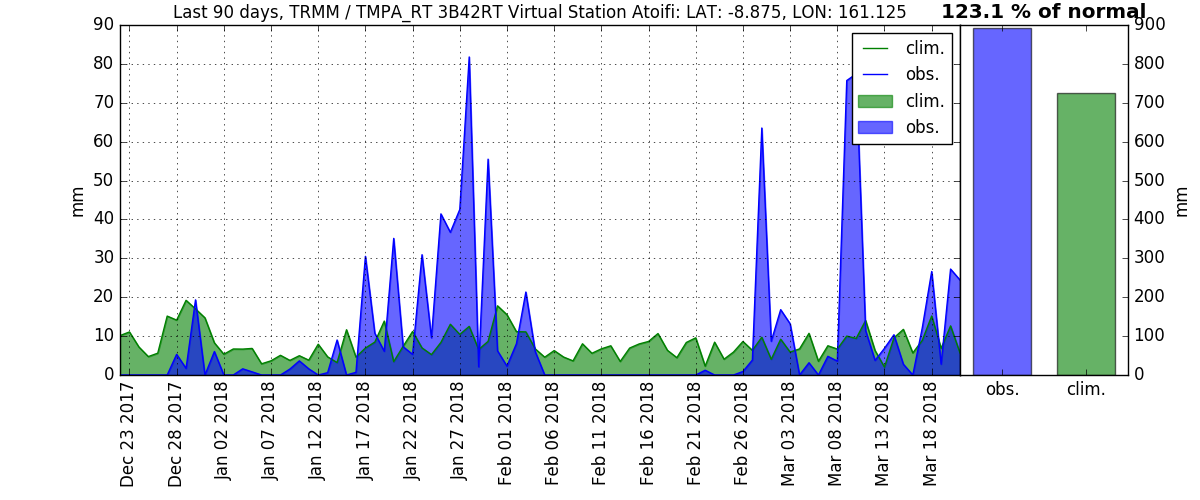 Last 90 days, TRMM / TMPA_RT 3B42RT Virtual Station Atoifi: LAT: -8.875, LON: 161.125
123.1 % of normal
90
80
70
60
50
40
30
20
10
0
mm
clim.
obs.
clim.
obs.
Dec 23 2017
Dec 28 2017
Jan 02 2018
Jan 07 2018
Jan 12 2018
Jan 17 2018
Jan 22 2018
Jan 27 2018
Feb 01 2018
Feb 06 2018
Feb 11 2018
Feb 16 2018
Feb 21 2018
Feb 26 2018
Mar 03 2018
Mar 08 2018
Mar 13 2018
Mar 18 2018
900
800
700
600
500
400
300
200
100
0
mm
obs.
clim.